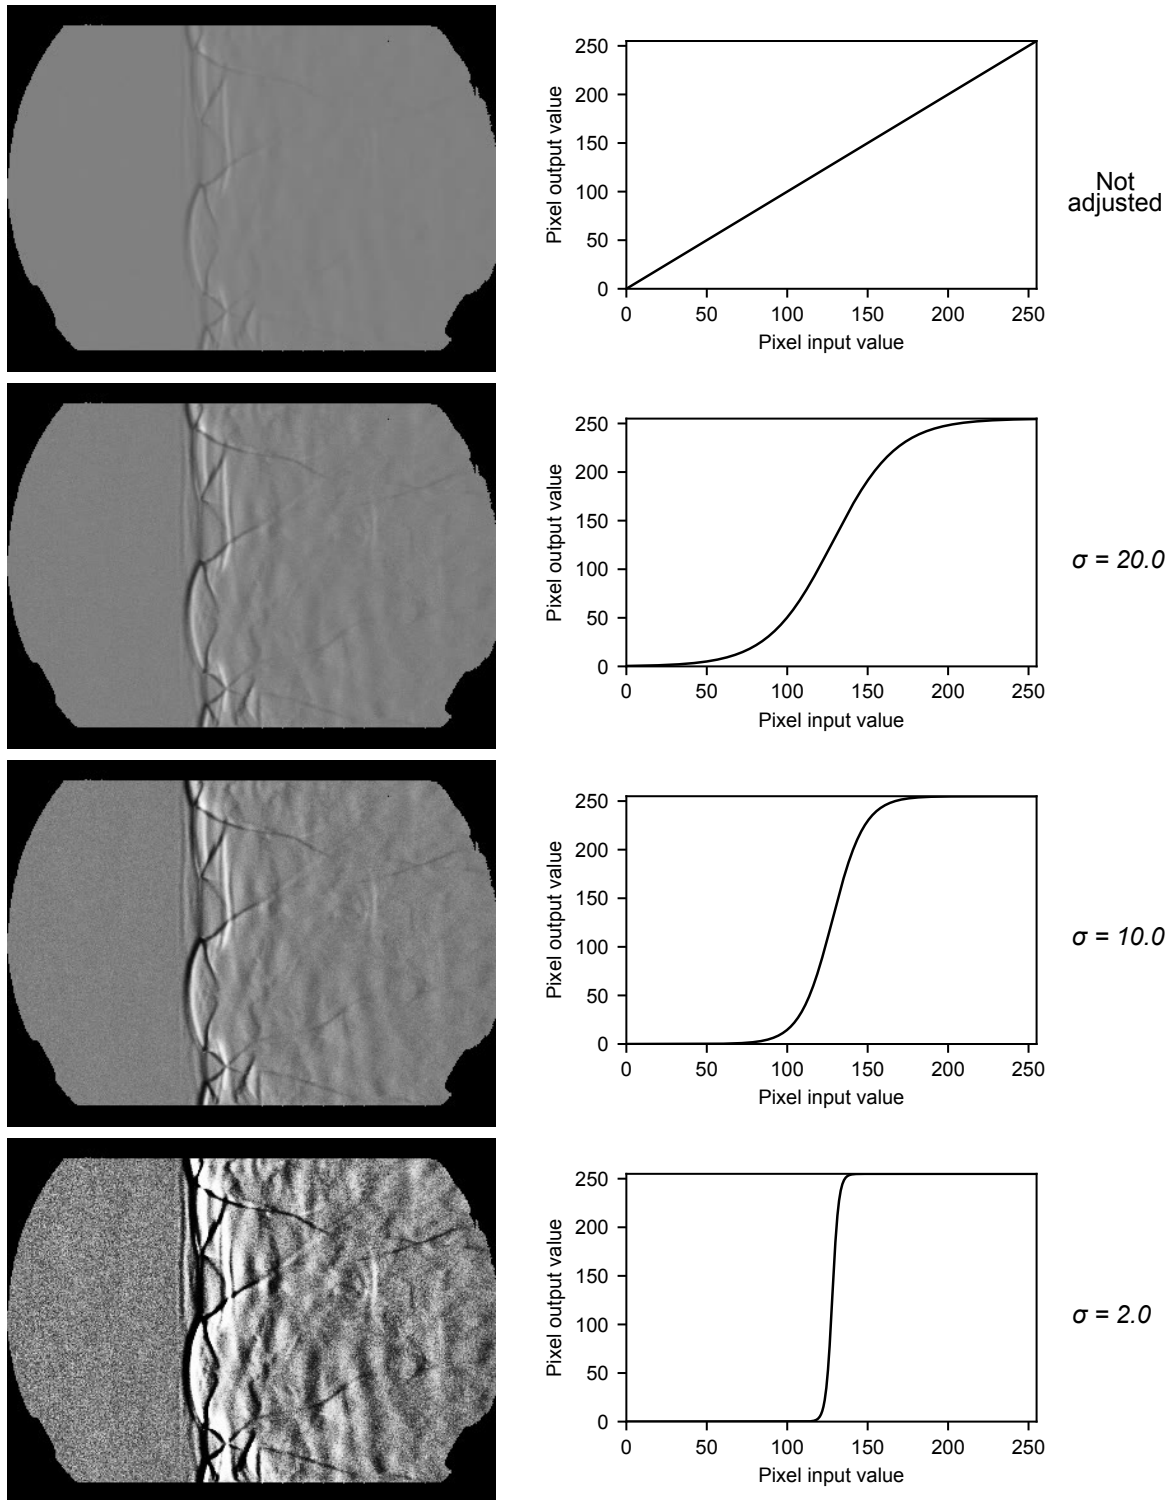 250
200
150
100
50
0
Pixel output value
0 50 100 150 200 250
Pixel input value
Not
adjusted
250
200
150
100
50
0
Pixel output value
0 50 100 150 200 250
Pixel input value
σ = 20.0
250
200
150
100
50
0
Pixel output value
0 50 100 150 200 250
Pixel input value
σ = 10.0
250
200
150
100
50
0
Pixel output value
0 50 100 150 200 250
Pixel input value
σ = 2.0